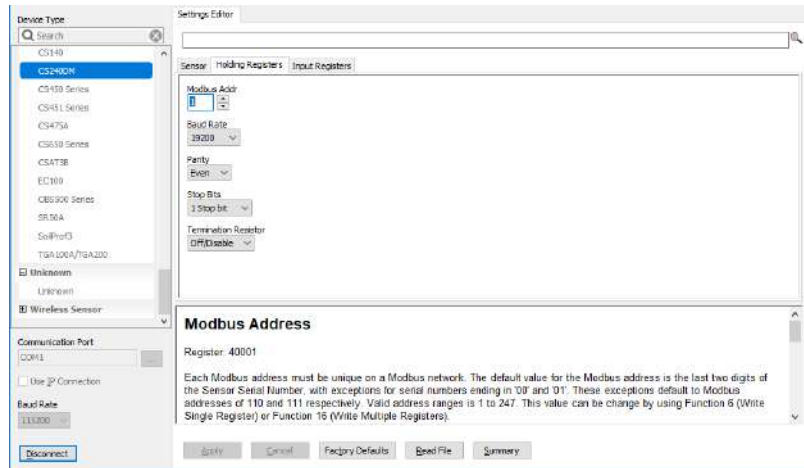 Device Type
Search
CS140
CS240DM
CS450 Series
CS451 Series
CS475A
CS650 Series
CSAT3B
EC100
OBS500 Series
SR50A
SoilProf3
TGA100A/TGA200
Unknown
Unknown
Wireless Sensor
Communication Port
COM1
...
Use IP Connection
Baud Rate
115200
Disconnect
Settings Editor
Sensor Holding Registers Input Registers
Modbus Addr
1
Baud Rate
19200
Parity
Even
Stop Bits
1 Stop bit
Termination Resistor
Off/Disable
Modbus Address
Register: 40001
Each Modbus address must be unique on a Modbus network. The default value for the Modbus address is the last two digits of
the Sensor Serial Number, with exceptions for serial numbers ending in '00' and '01'. These exceptions default to Modbus
addresses of 110 and 111 respectively. Valid address ranges is 1 to 247. This value can be change by using Function 6 (Write
Single Register) or Function 16 (Write Multiple Registers).
Apply Cancel Factory Defaults Read File Summary